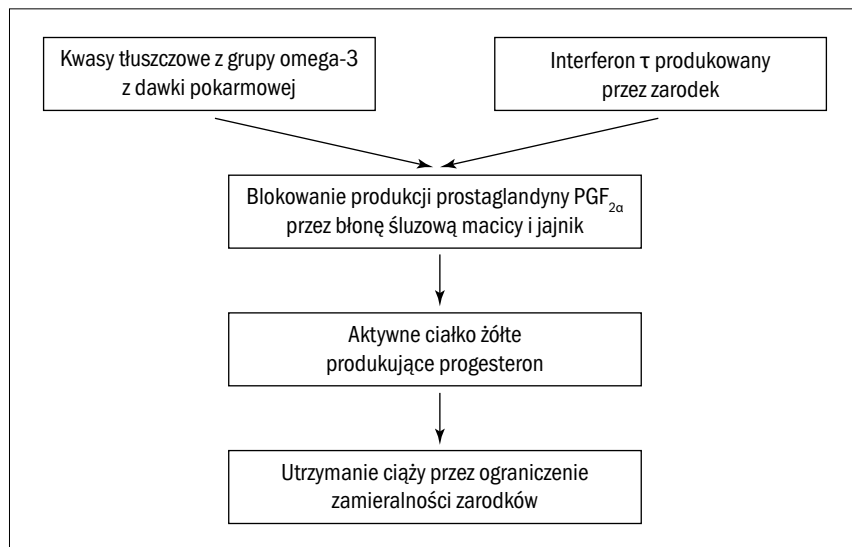 Kwasy tłuszczowe z grupy omega-3
z dawki pokarmowej
Interferon τ produkowany
przez zarodek
Blokowanie produkcji prostaglandyny PGF₂α
przez błonę śluzową macicy i jajnik
Aktywne ciałko żółte
produkujące progesteron
Utrzymanie ciąży przez ograniczenie
zamieralności zarodków